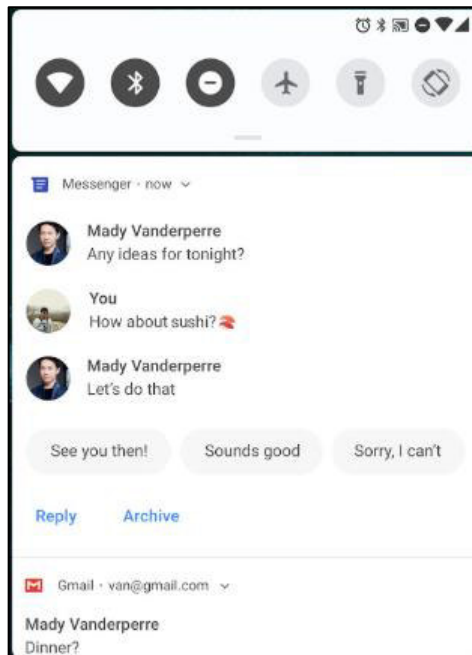 Messenger · now
Mady Vanderperre
Any ideas for tonight?
You
How about sushi?🍣
Mady Vanderperre
Let's do that
See you then! Sounds good Sorry, I can't
Reply Archive
Gmail · van@gmail.com
Mady Vanderperre
Dinner?